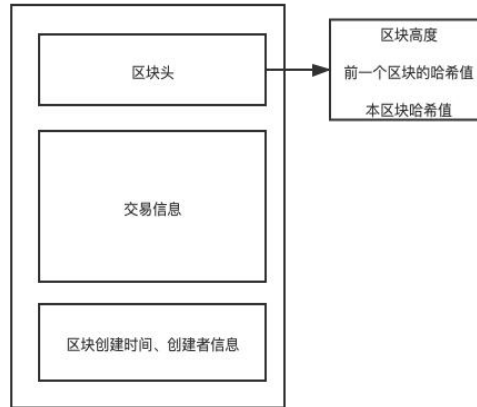 区块头
区块高度
前一个区块的哈希值
本区块哈希值
交易信息
区块创建时间、创建者信息